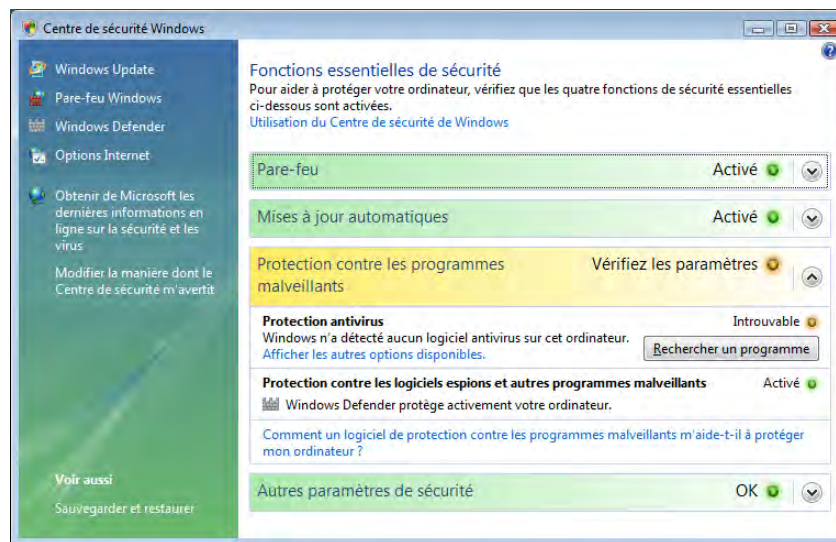 Centre de sécurité Windows
Windows Update
Pare-feu Windows
Windows Defender
Options Internet
Obtenir de Microsoft les
dernières informations en
ligne sur la sécurité et les
virus
Modifier la manière dont le
Centre de sécurité m'avertit
Voir aussi
Sauvegarder et restaurer
Fonctions essentielles de sécurité
Pour aider à protéger votre ordinateur, vérifiez que les quatre fonctions de sécurité essentielles
ci-dessous sont activées.
Utilisation du Centre de sécurité de Windows
Pare-feu Activé
Mises à jour automatiques Activé
Protection contre les programmes Vérifiez les paramètres
malveillants
Protection antivirus Introuvable
Windows n'a détecté aucun logiciel antivirus sur cet ordinateur.
Afficher les autres options disponibles. Rechercher un programme
Protection contre les logiciels espions et autres programmes malveillants Activé
Windows Defender protège activement votre ordinateur.
Comment un logiciel de protection contre les programmes malveillants m'aide-t-il à protéger
mon ordinateur ?
Autres paramètres de sécurité OK